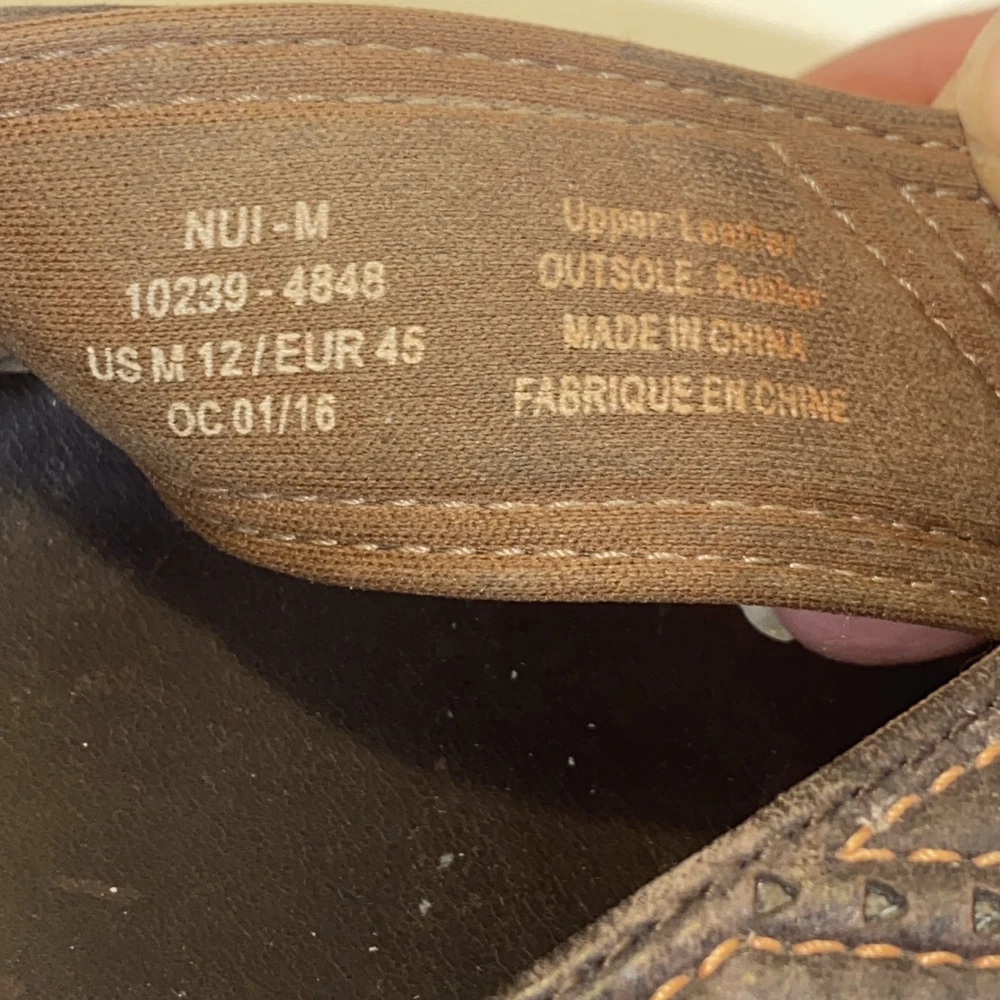 NUI-M
10239-4848
US M 12 / EUR 45
OC 01/16
Upper: Leather
OUTSOLE: Rubber
MADE IN CHINA
FABRIQUE EN CHINE